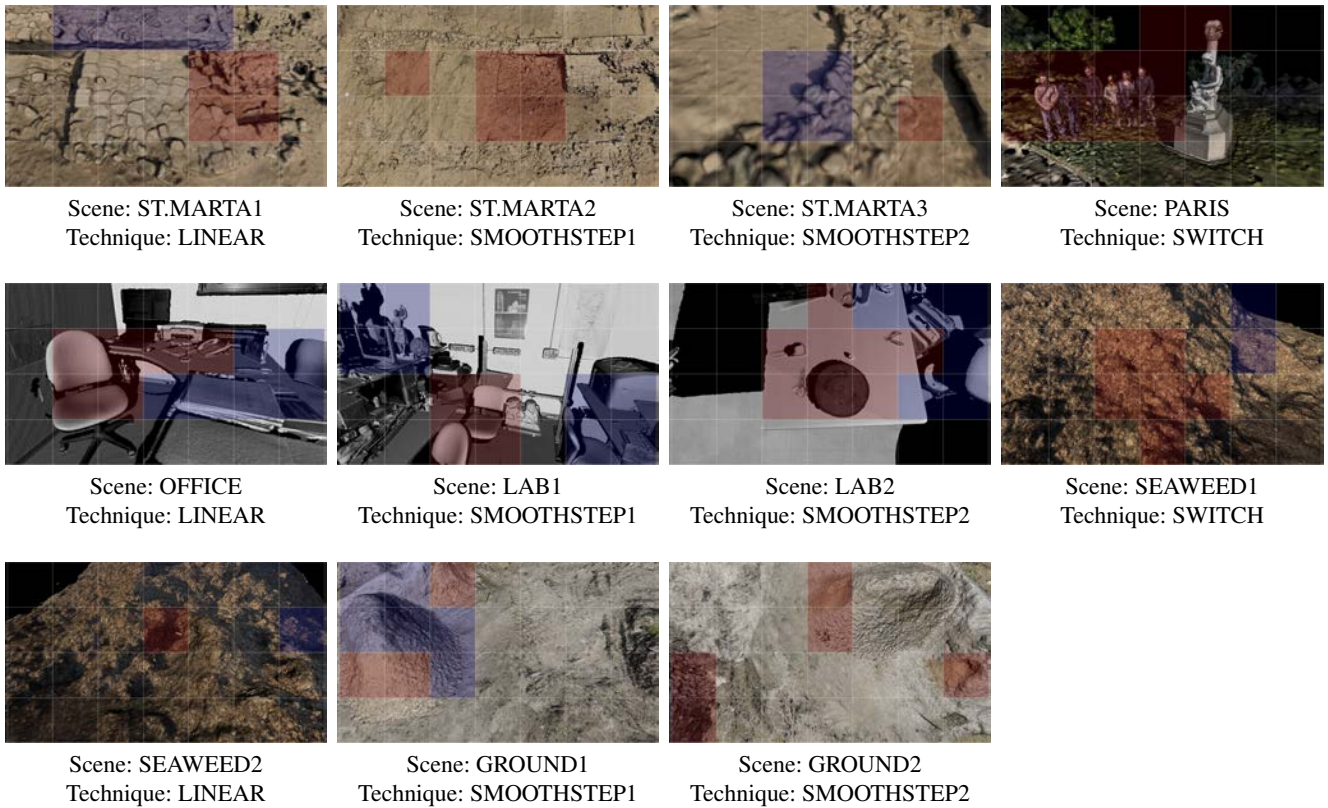 Scene: ST.MARTA1
Technique: LINEAR
Scene: ST.MARTA2
Technique: SMOOTHSTEP1
Scene: ST.MARTA3
Technique: SMOOTHSTEP2
Scene: PARIS
Technique: SWITCH
Scene: OFFICE
Technique: LINEAR
Scene: LAB1
Technique: SMOOTHSTEP1
Scene: LAB2
Technique: SMOOTHSTEP2
Scene: SEAWEED1
Technique: SWITCH
Scene: SEAWEED2
Technique: LINEAR
Scene: GROUND1
Technique: SMOOTHSTEP1
Scene: GROUND2
Technique: SMOOTHSTEP2